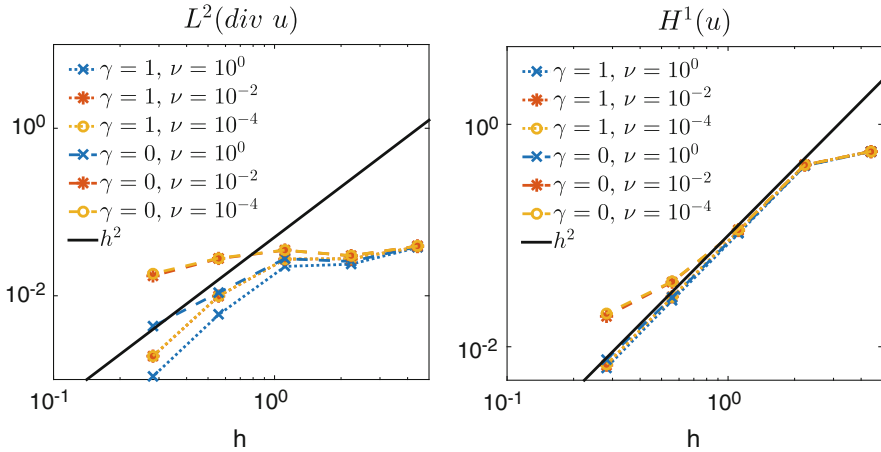 L²(div u)
γ = 1, ν = 10⁰
γ = 1, ν = 10⁻²
γ = 1, ν = 10⁻⁴
γ = 0, ν = 10⁰
γ = 0, ν = 10⁻²
γ = 0, ν = 10⁻⁴
h²
10⁰
10⁻²
10⁻¹
10⁰
h
H¹(u)
γ = 1, ν = 10⁰
γ = 1, ν = 10⁻²
γ = 1, ν = 10⁻⁴
γ = 0, ν = 10⁰
γ = 0, ν = 10⁻²
γ = 0, ν = 10⁻⁴
h²
10⁰
10⁻²
10⁻¹
10⁰
h